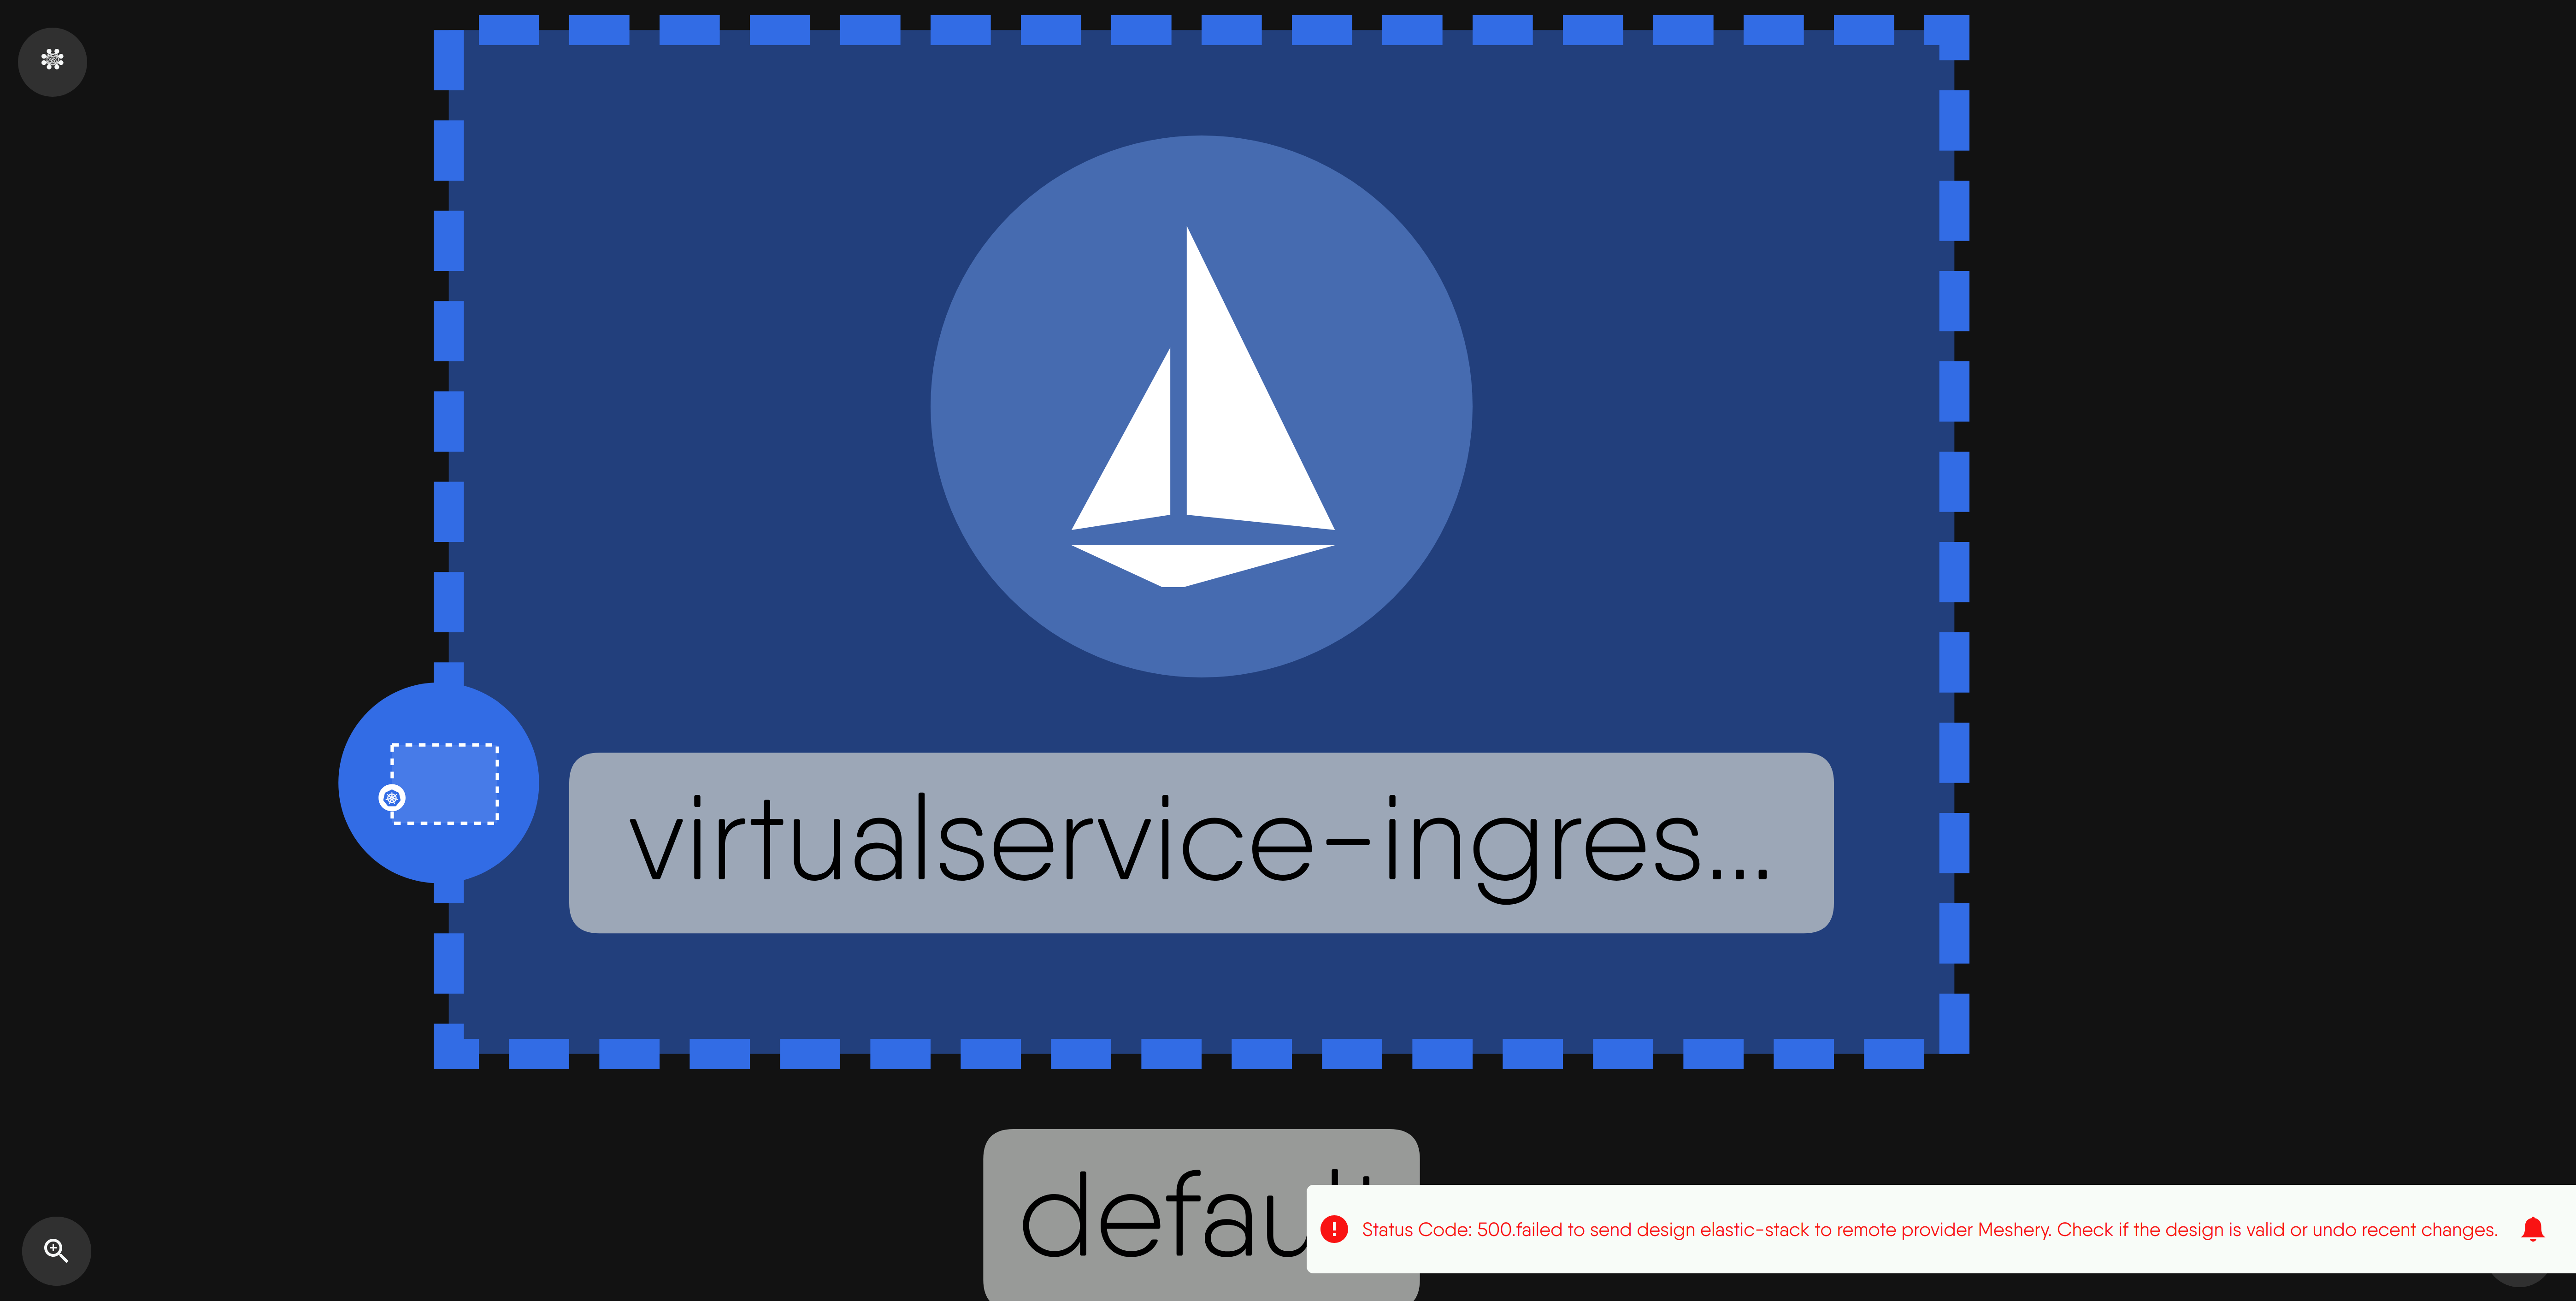 virtualservice-ingres...
Status Code: 500.failed to send design elastic-stack to remote provider Meshery. Check if the design is valid or undo recent changes.